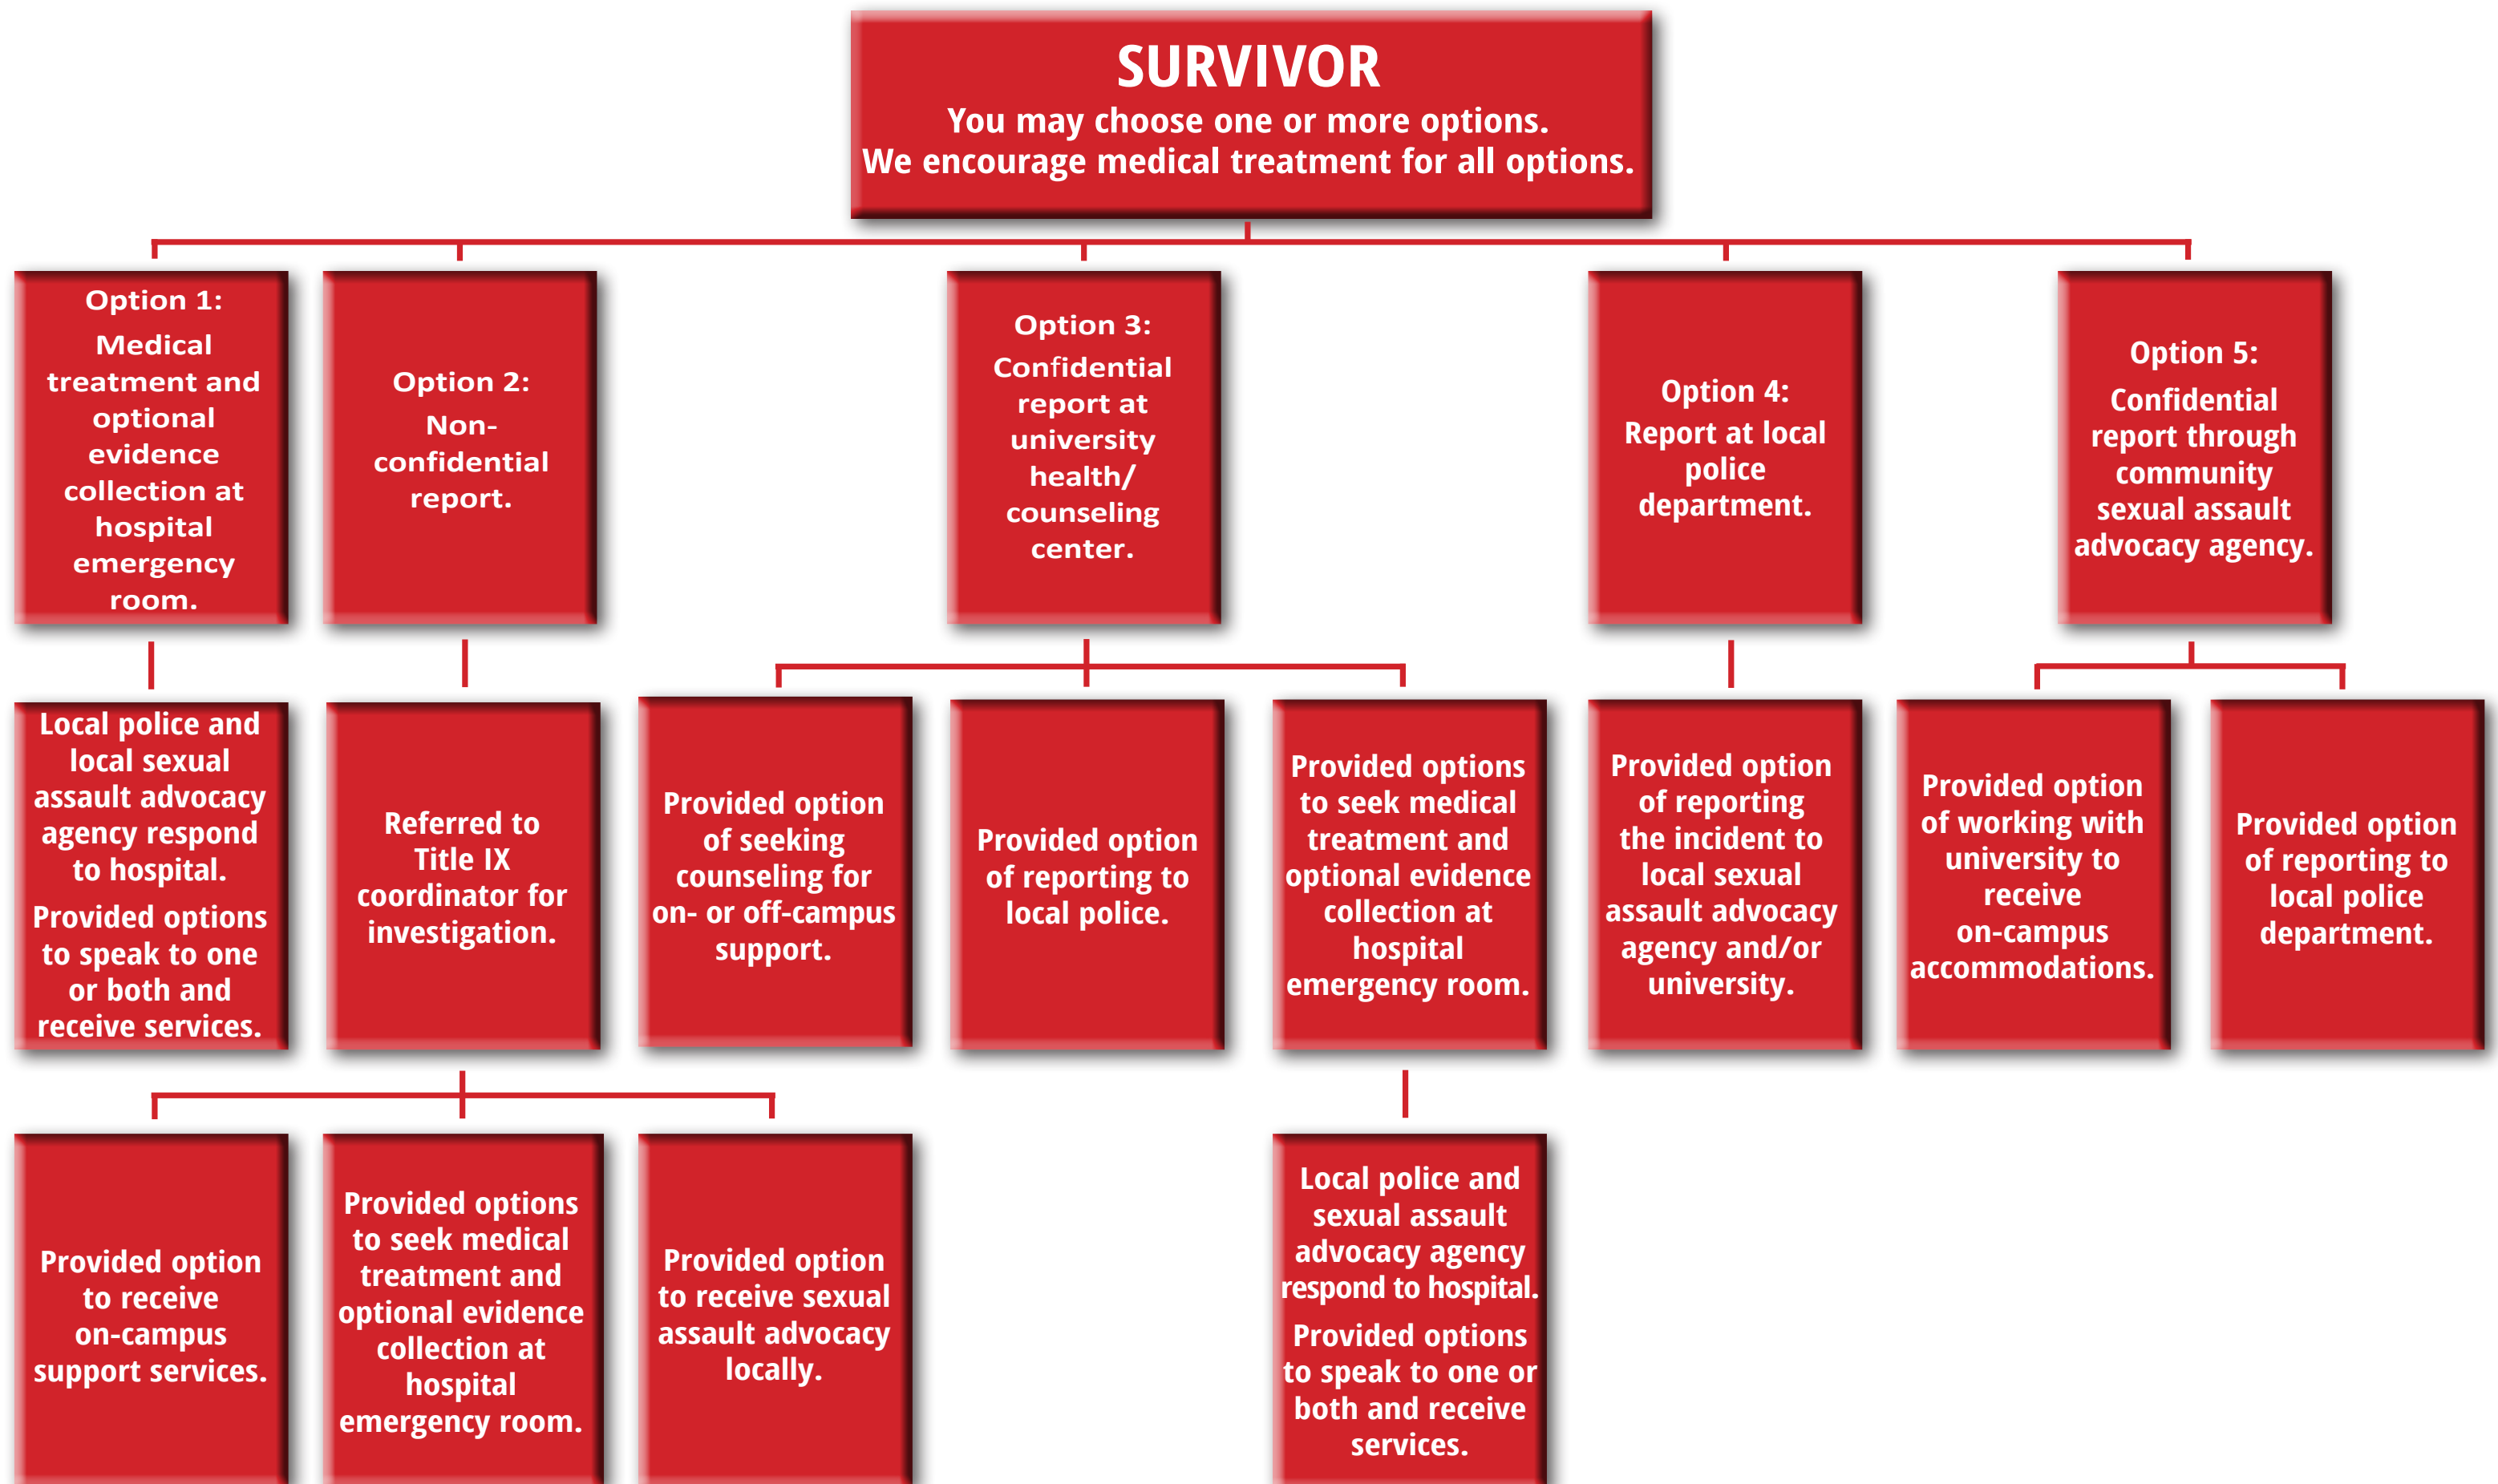 SURVIVOR
You may choose one or more options.
We encourage medical treatment for all options.
Option 1:
Medical
treatment and
optional
evidence
collection at
hospital
emergency
room.
Option 2:
Non-
confidential
report.
Option 3:
Confidential
report at
university
health/
counseling
center.
Option 4:
Report at local
police
department.
Option 5:
Confidential
report through
community
sexual assault
advocacy agency.
Local police and
local sexual
assault advocacy
agency respond
to hospital.
Provided options
to speak to one
or both and
receive services.
Referred to
Title IX
coordinator for
investigation.
Provided option
of seeking
counseling for
on- or off-campus
support.
Provided option
of reporting to
local police.
Provided options
to seek medical
treatment and
optional evidence
collection at
hospital
emergency room.
Provided option
of reporting
the incident to
local sexual
assault advocacy
agency and/or
university.
Provided option
of working with
university to
receive
on-campus
accommodations.
Provided option
of reporting to
local police
department.
Provided option
to receive
on-campus
support services.
Provided options
to seek medical
treatment and
optional evidence
collection at
hospital
emergency room.
Provided option
to receive sexual
assault advocacy
locally.
Local police and
sexual assault
advocacy agency
respond to hospital.
Provided options
to speak to one or
both and receive
services.